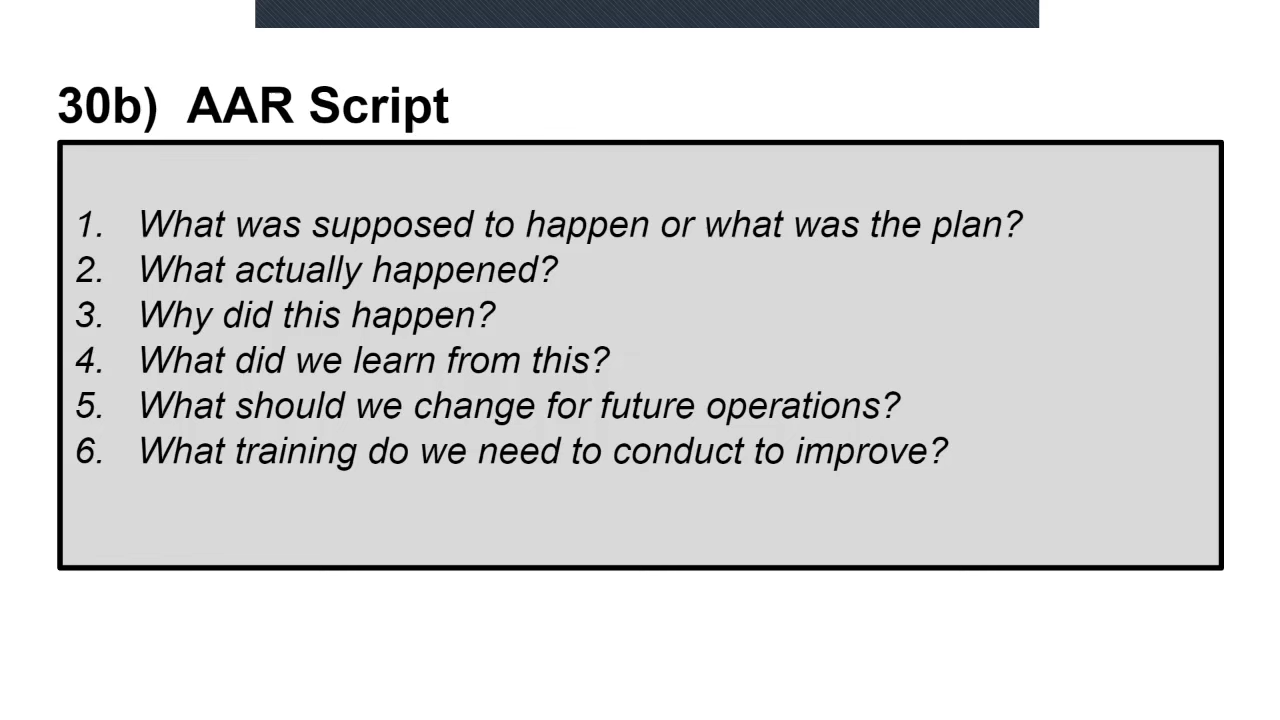 30b) AAR Script
1. What was supposed to happen or what was the plan?
2. What actually happened?
3. Why did this happen?
4. What did we learn from this?
5. What should we change for future operations?
6. What training do we need to conduct to improve?